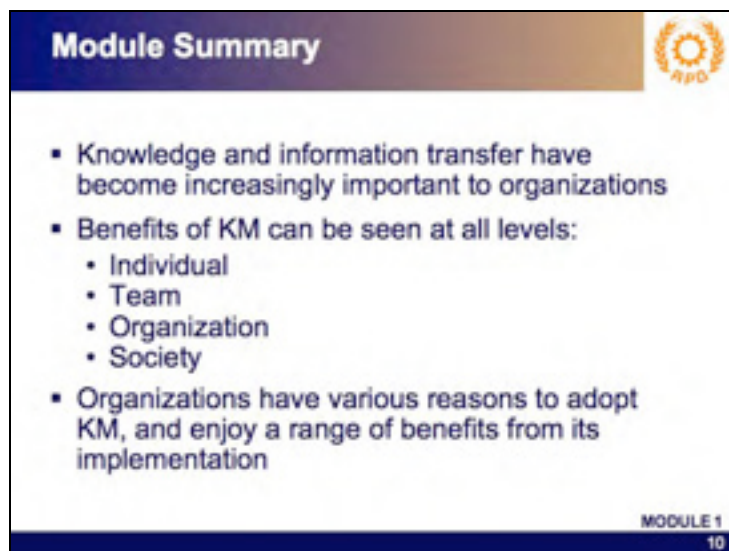 Module Summary
APO
▪ Knowledge and information transfer have
become increasingly important to organizations
▪ Benefits of KM can be seen at all levels:
• Individual
• Team
• Organization
• Society
▪ Organizations have various reasons to adopt
KM, and enjoy a range of benefits from its
implementation
MODULE 1
10